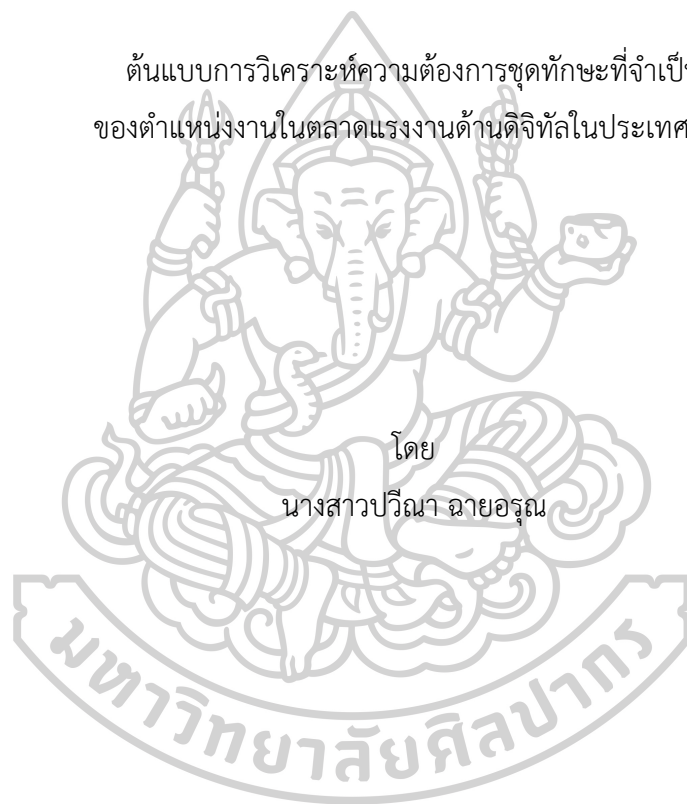 ต้นแบบการวิเคราะห์ความต้องการชุดทักษะที่จำเป็น
ของตำแหน่งงานในตลาดแรงงานด้านดิจิทัลในประเทศ
โดย
นางสาวปวีณา ฉายอรุณ
มหาวิทยาลัยศิลปากร